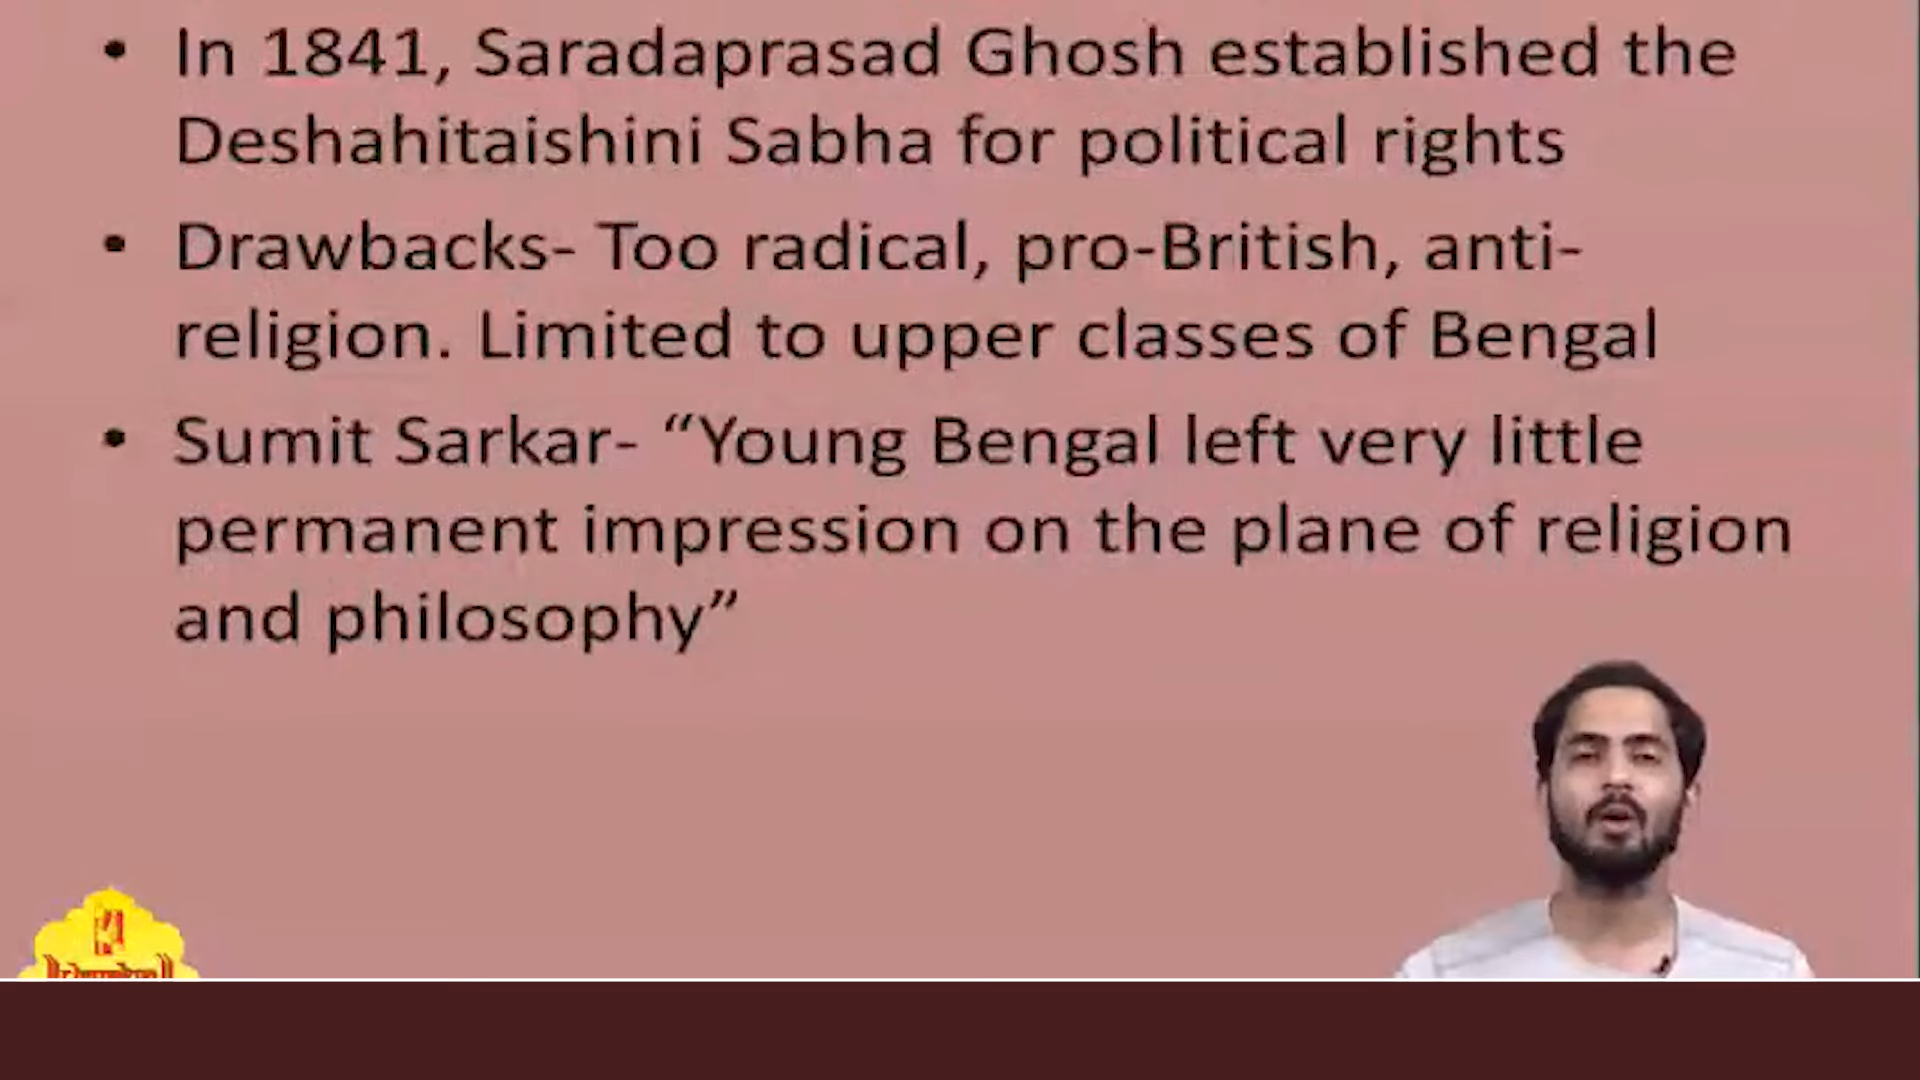 • In 1841, Saradaprasad Ghosh established the
Deshahitaishini Sabha for political rights
• Drawbacks- Too radical, pro-British, anti-
religion. Limited to upper classes of Bengal
• Sumit Sarkar- “Young Bengal left very little
permanent impression on the plane of religion
and philosophy”